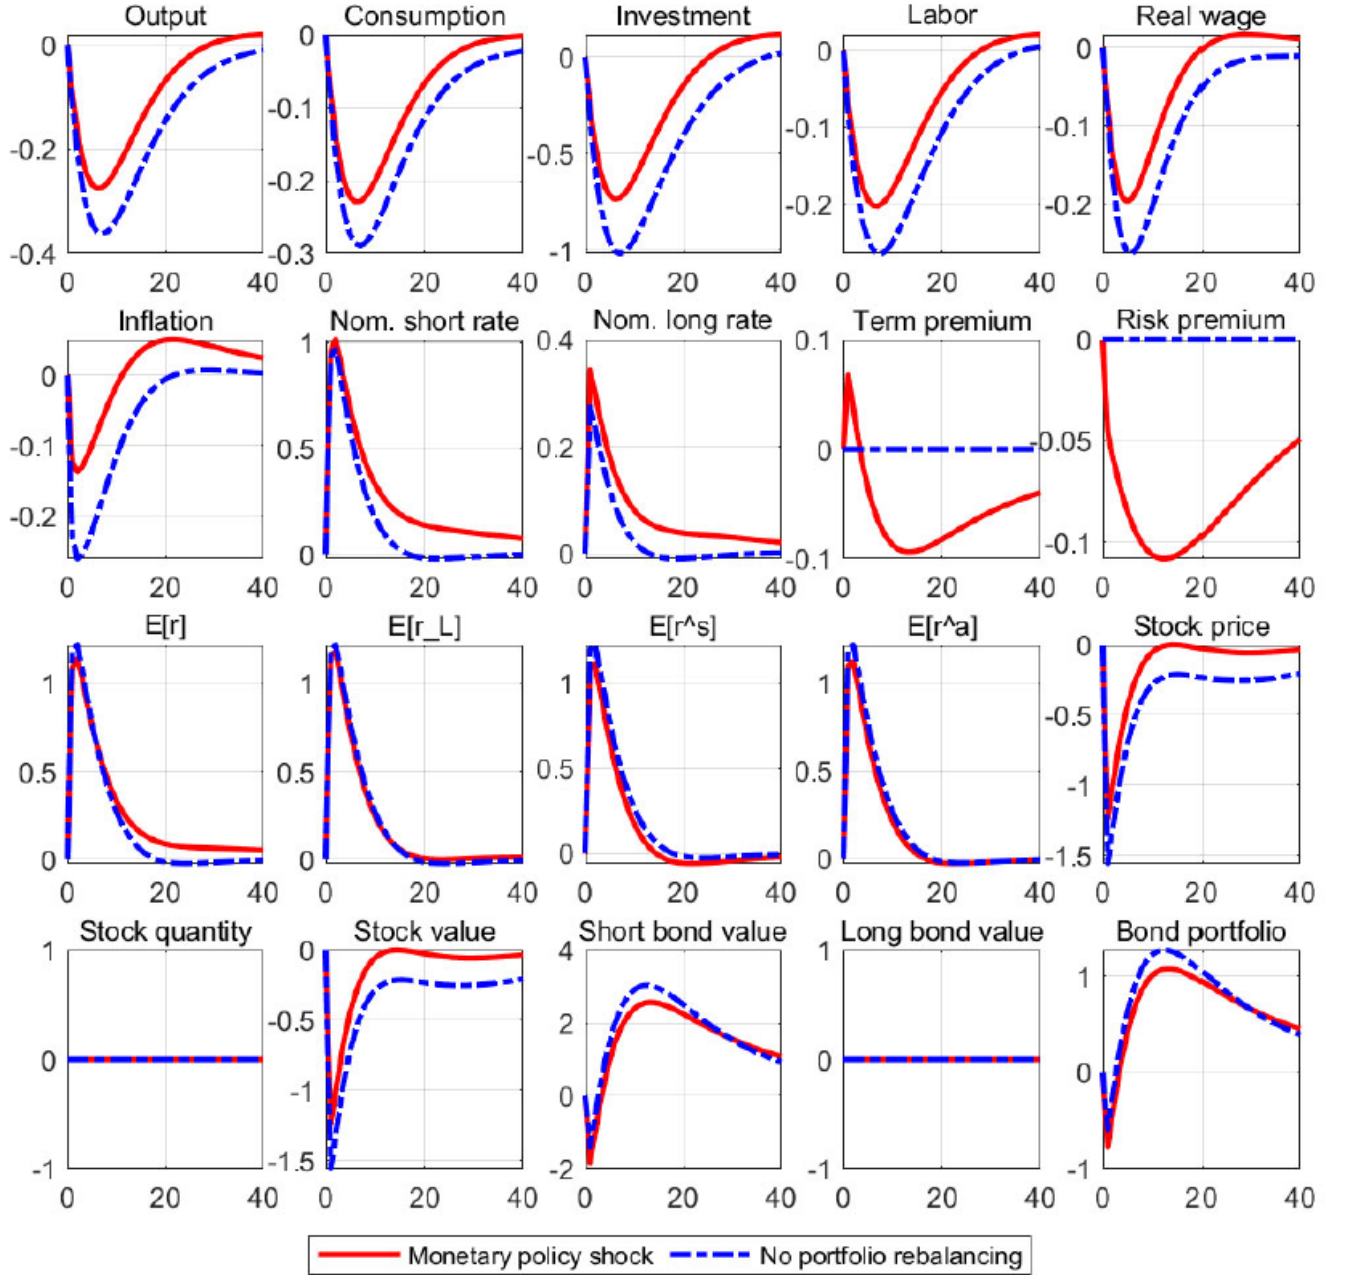 Output Consumption Investment Labor Real wage
0 0 0 0 0
-0.2 -0.1 -0.5 -0.1 -0.1
-0.4 -0.2 -1 -0.2 -0.2
-0.3
0 20 40 0 20 40 0 20 40 0 20 40 0 20 40
Inflation Nom. short rate Nom. long rate Term premium Risk premium
0 1 0.4 0.1 0
-0.1 0.5 0.2 0 -0.05
-0.2 0 0 -0.1 -0.1
0 20 40 0 20 40 0 20 40 0 20 40 0 20 40
E[r] E[r_L] E[r^s] E[r^a] Stock price
1 1 1 1 0
0.5 0.5 0.5 0.5 -0.5
0 0 0 0 -1
-1.5
0 20 40 0 20 40 0 20 40 0 20 40 0 20 40
Stock quantity Stock value Short bond value Long bond value Bond portfolio
1 0 4 1 1
0 -0.5 2 0 0
-1 -1 0 -1 -1
-1.5 -2
0 20 40 0 20 40 0 20 40 0 20 40 0 20 40
Monetary policy shock No portfolio rebalancing